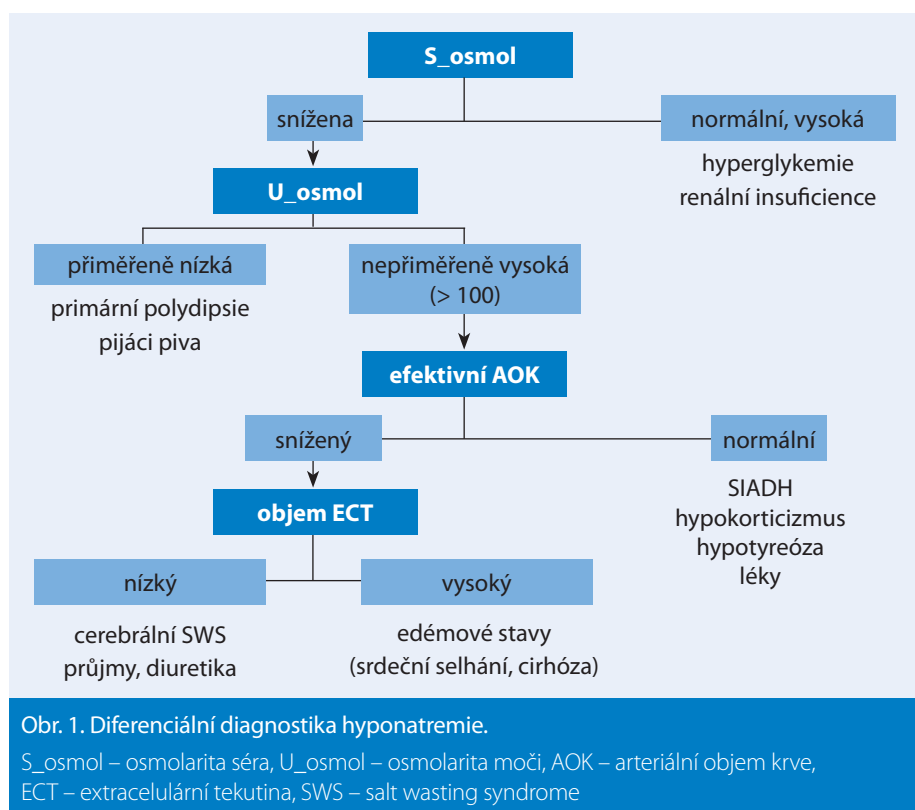 S_osmol
snížena
normální, vysoká
hyperglykemie
renální insuficience
U_osmol
přiměřeně nízká
primární polydipsie
pijáci piva
nepřiměřeně vysoká
(> 100)
efektivní AOK
snížený
normální
SIADH
hypokorticizmus
hypotyreóza
léky
objem ECT
nízký
cerebrální SWS
průjmy, diuretika
vysoký
edémové stavy
(srdeční selhání, cirhóza)
Obr. 1. Diferenciální diagnostika hyponatremie.
S_osmol – osmolarita séra, U_osmol – osmolarita moči, AOK – arteriální objem krve,
ECT – extracelulární tekutina, SWS – salt wasting syndrome